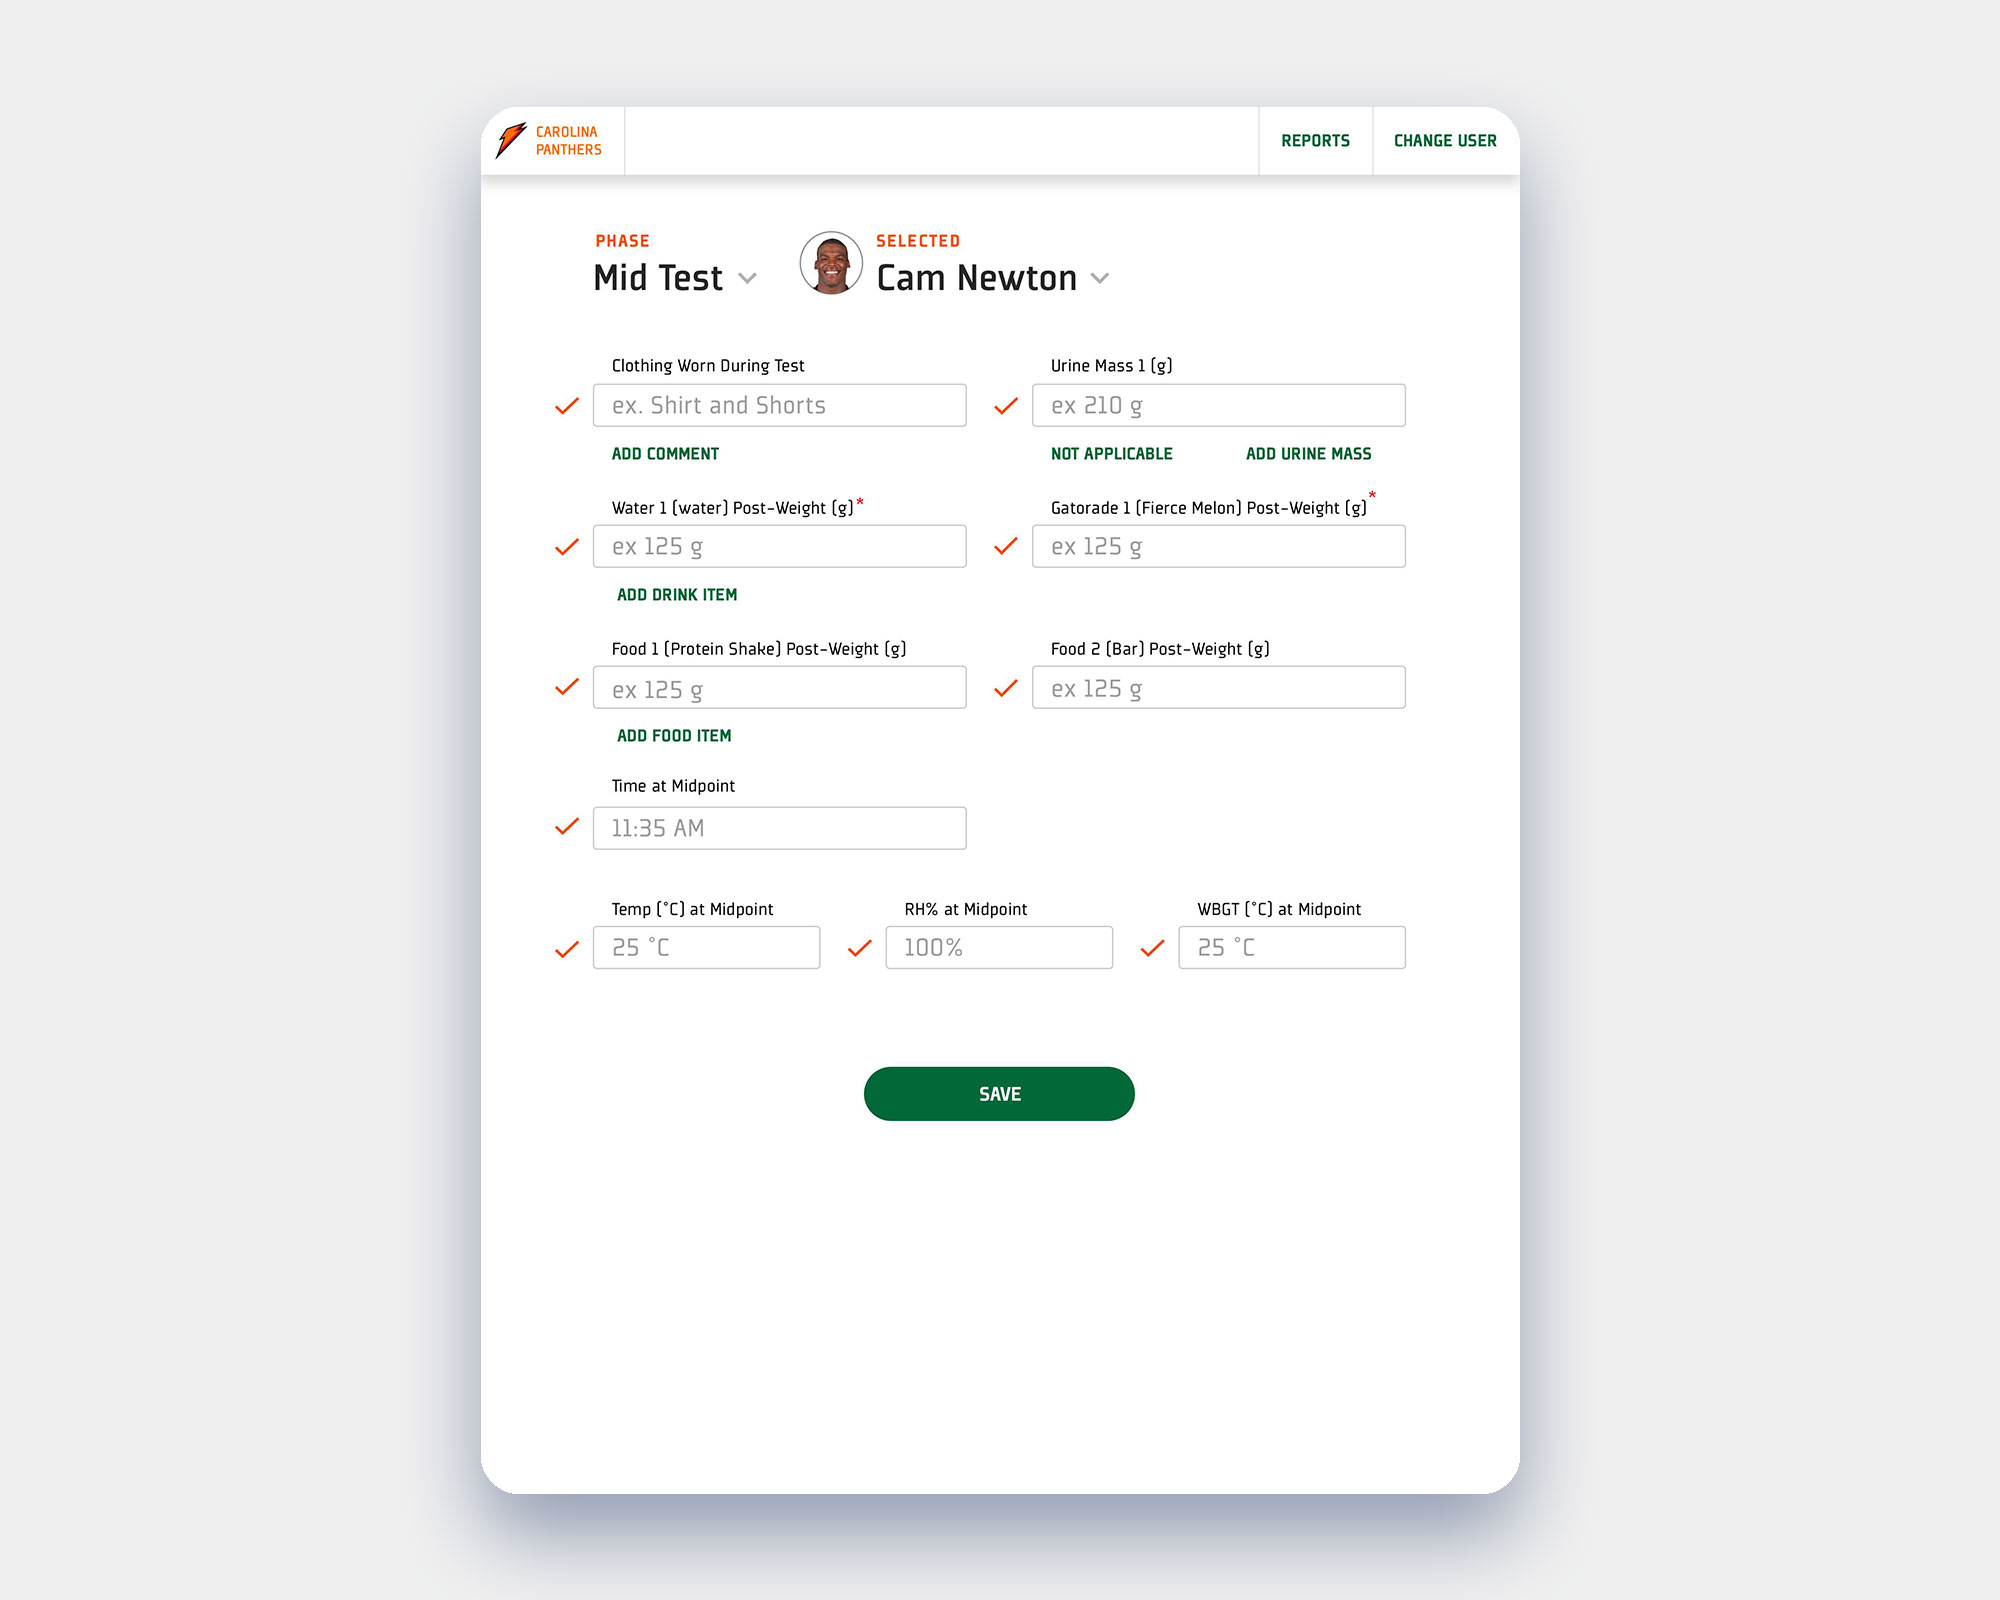 CAROLINA
PANTHERS
REPORTS
CHANGE USER
PHASE
Mid Test
SELECTED
Cam Newton
Clothing Worn During Test
ex. Shirt and Shorts
ADD COMMENT
Urine Mass 1 (g)
ex 210 g
NOT APPLICABLE
ADD URINE MASS
Water 1 (water) Post-Weight (g)*
ex 125 g
ADD DRINK ITEM
Gatorade 1 (Fierce Melon) Post-Weight (g)*
ex 125 g
Food 1 (Protein Shake) Post-Weight (g)
ex 125 g
ADD FOOD ITEM
Food 2 (Bar) Post-Weight (g)
ex 125 g
Time at Midpoint
11:35 AM
Temp (°C) at Midpoint
25 °C
RH% at Midpoint
100%
WBGT (°C) at Midpoint
25 °C
SAVE